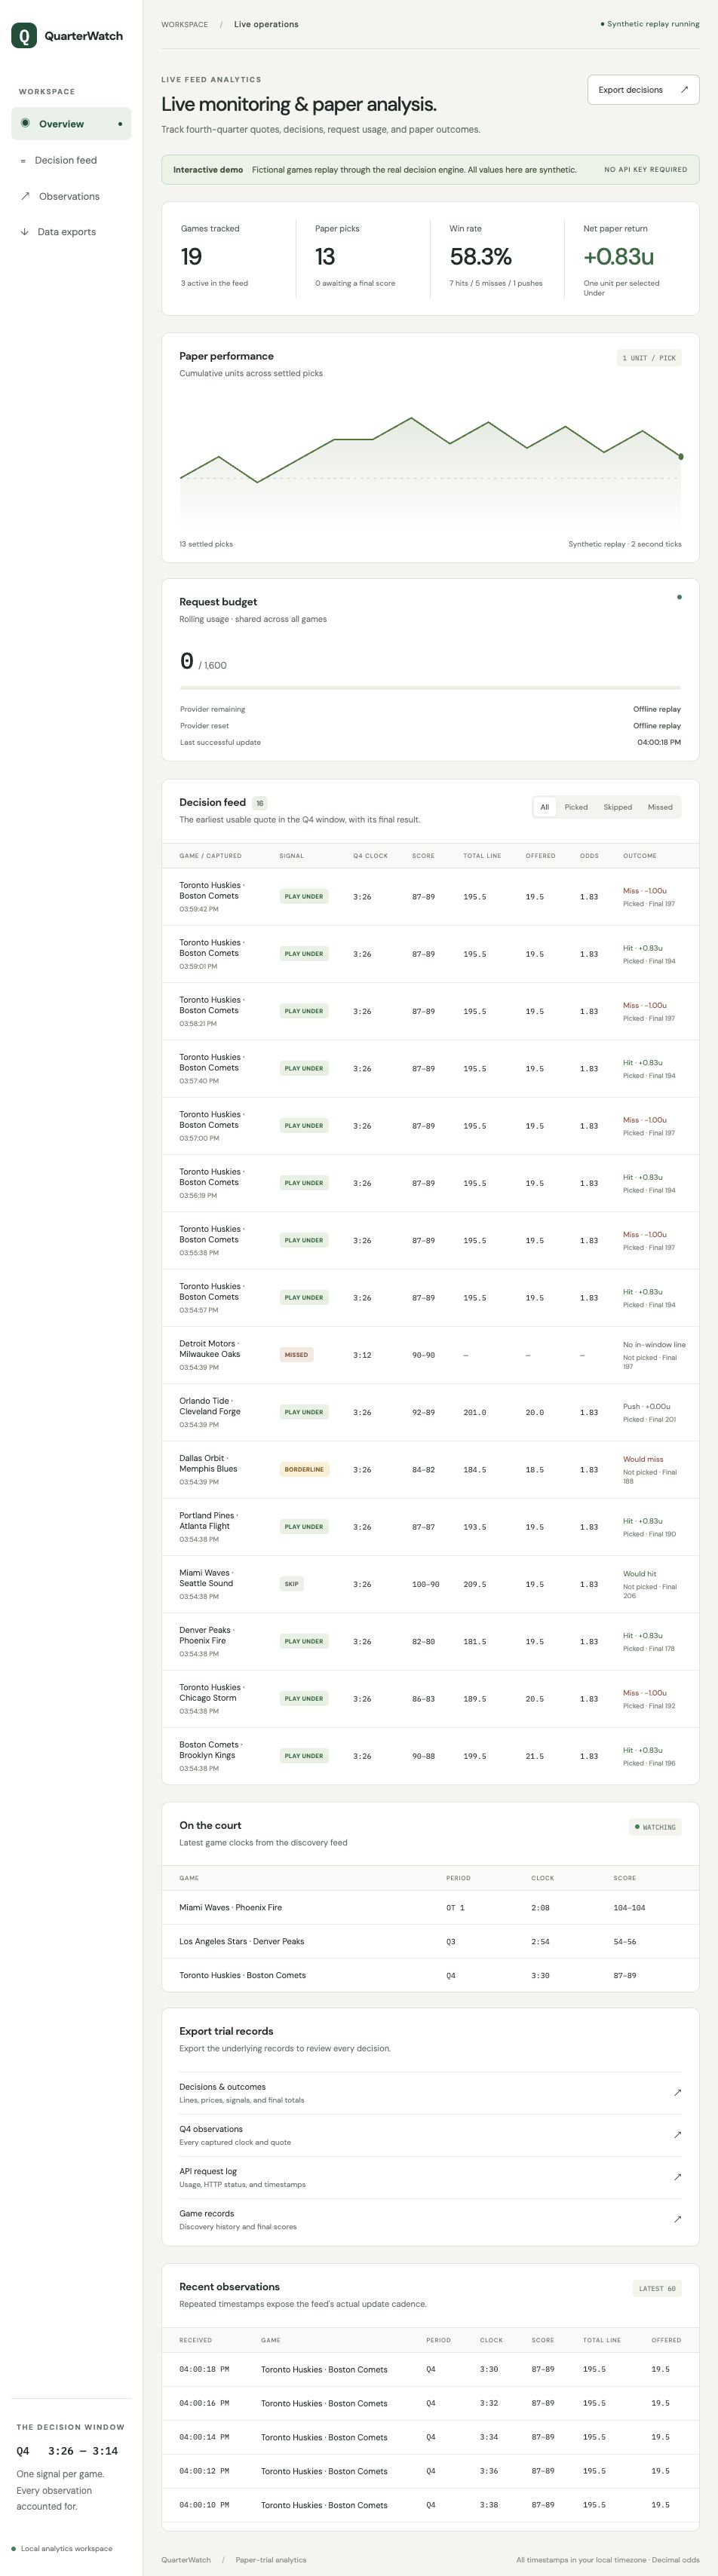 Q QuarterWatch
WORKSPACE
Overview
Decision feed
Observations
Data exports
THE DECISION WINDOW
Q4 3:26 — 3:14
One signal per game.
Every observation
accounted for.
Local analytics workspace
WORKSPACE / Live operations
Synthetic replay running
LIVE FEED ANALYTICS
Live monitoring & paper analysis.
Track fourth-quarter quotes, decisions, request usage, and paper outcomes.
Export decisions ↗
Interactive demo Fictional games replay through the real decision engine. All values here are synthetic. NO API KEY REQUIRED
Games tracked
19
3 active in the feed
Paper picks
13
0 awaiting a final score
Win rate
58.3%
7 hits / 5 misses / 1 pushes
Net paper return
+0.83u
One unit per selected
Under
Paper performance
1 UNIT / PICK
Cumulative units across settled picks
13 settled picks
Synthetic replay · 2 second ticks
Request budget
Rolling usage · shared across all games
0 / 1,600
Provider remaining Offline replay
Provider reset Offline replay
Last successful update 04:00:18 PM
Decision feed 16
The earliest usable quote in the Q4 window, with its final result.
All Picked Skipped Missed
GAME / CAPTURED SIGNAL Q4 CLOCK SCORE TOTAL LINE OFFERED ODDS OUTCOME
Toronto Huskies ·
Boston Comets
03:59:42 PM
PLAY UNDER 3:26 87–89 195.5 19.5 1.83
Miss · -1.00u
Picked · Final 197
Toronto Huskies ·
Boston Comets
03:59:01 PM
PLAY UNDER 3:26 87–89 195.5 19.5 1.83
Hit · +0.83u
Picked · Final 194
Toronto Huskies ·
Boston Comets
03:58:21 PM
PLAY UNDER 3:26 87–89 195.5 19.5 1.83
Miss · -1.00u
Picked · Final 197
Toronto Huskies ·
Boston Comets
03:57:40 PM
PLAY UNDER 3:26 87–89 195.5 19.5 1.83
Hit · +0.83u
Picked · Final 194
Toronto Huskies ·
Boston Comets
03:57:00 PM
PLAY UNDER 3:26 87–89 195.5 19.5 1.83
Miss · -1.00u
Picked · Final 197
Toronto Huskies ·
Boston Comets
03:56:19 PM
PLAY UNDER 3:26 87–89 195.5 19.5 1.83
Hit · +0.83u
Picked · Final 194
Toronto Huskies ·
Boston Comets
03:55:38 PM
PLAY UNDER 3:26 87–89 195.5 19.5 1.83
Miss · -1.00u
Picked · Final 197
Toronto Huskies ·
Boston Comets
03:54:57 PM
PLAY UNDER 3:26 87–89 195.5 19.5 1.83
Hit · +0.83u
Picked · Final 194
Detroit Motors ·
Milwaukee Oaks
03:54:39 PM
MISSED 3:12 90–90 — — —
No in-window line
Not picked · Final
197
Orlando Tide ·
Cleveland Forge
03:54:39 PM
PLAY UNDER 3:26 92–89 201.0 20.0 1.83
Push · +0.00u
Picked · Final 201
Dallas Orbit ·
Memphis Blues
03:54:39 PM
BORDERLINE 3:26 84–82 184.5 18.5 1.83
Would miss
Not picked · Final
188
Portland Pines ·
Atlanta Flight
03:54:38 PM
PLAY UNDER 3:26 87–87 193.5 19.5 1.83
Hit · +0.83u
Picked · Final 190
Miami Waves ·
Seattle Sound
03:54:38 PM
SKIP 3:26 100–90 209.5 19.5 1.83
Would hit
Not picked · Final
206
Denver Peaks ·
Phoenix Fire
03:54:38 PM
PLAY UNDER 3:26 82–80 181.5 19.5 1.83
Hit · +0.83u
Picked · Final 178
Toronto Huskies ·
Chicago Storm
03:54:38 PM
PLAY UNDER 3:26 86–83 189.5 20.5 1.83
Miss · -1.00u
Picked · Final 192
Boston Comets ·
Brooklyn Kings
03:54:38 PM
PLAY UNDER 3:26 90–88 199.5 21.5 1.83
Hit · +0.83u
Picked · Final 196
On the court
WATCHING
Latest game clocks from the discovery feed
GAME PERIOD CLOCK SCORE
Miami Waves · Phoenix Fire OT 1 2:08 104–104
Los Angeles Stars · Denver Peaks Q3 2:54 54–56
Toronto Huskies · Boston Comets Q4 3:30 87–89
Export trial records
Export the underlying records to review every decision.
Decisions & outcomes
Lines, prices, signals, and final totals
Q4 observations
Every captured clock and quote
API request log
Usage, HTTP status, and timestamps
Game records
Discovery history and final scores
Recent observations
LATEST 60
Repeated timestamps expose the feed's actual update cadence.
RECEIVED GAME PERIOD CLOCK SCORE TOTAL LINE OFFERED
04:00:18 PM Toronto Huskies · Boston Comets Q4 3:30 87–89 195.5 19.5
04:00:16 PM Toronto Huskies · Boston Comets Q4 3:32 87–89 195.5 19.5
04:00:14 PM Toronto Huskies · Boston Comets Q4 3:34 87–89 195.5 19.5
04:00:12 PM Toronto Huskies · Boston Comets Q4 3:36 87–89 195.5 19.5
04:00:10 PM Toronto Huskies · Boston Comets Q4 3:38 87–89 195.5 19.5
QuarterWatch / Paper-trial analytics
All timestamps in your local timezone · Decimal odds